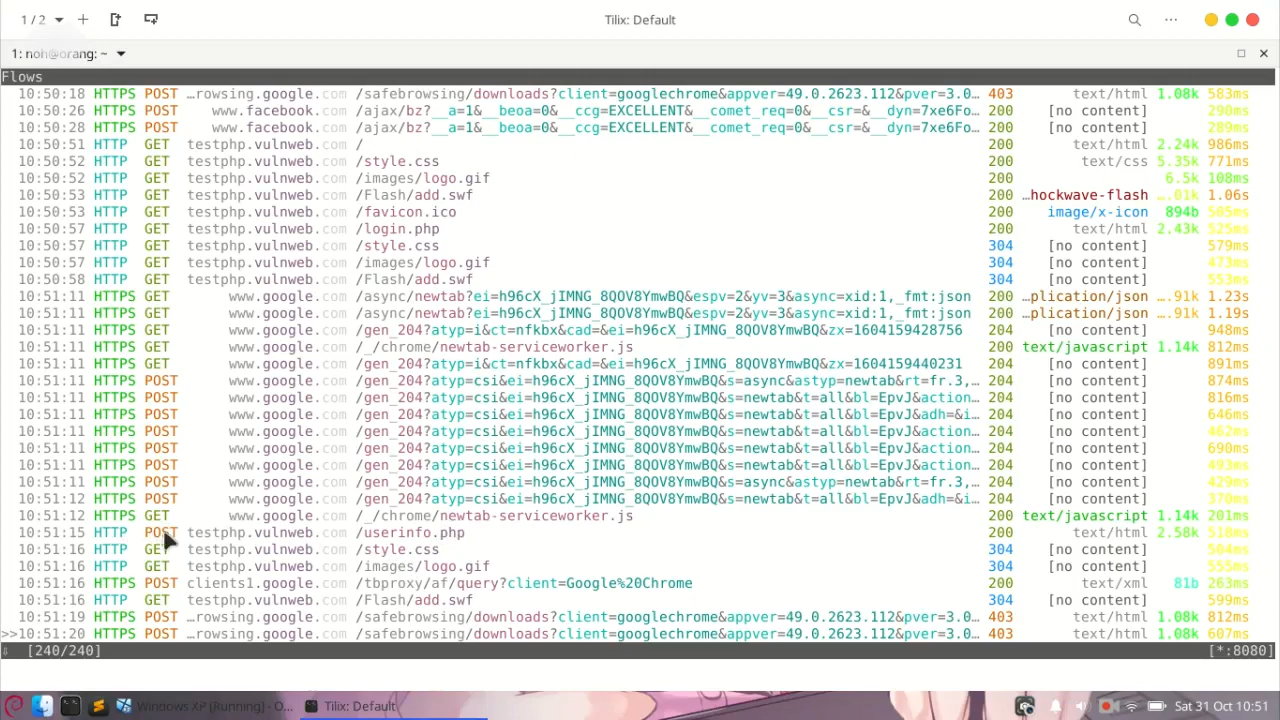 1 / 2
Tilix: Default
1: noh@orang: ~
Flows
10:50:18 HTTPS POST …rowsing.google.com /safebrowsing/downloads?client=googlechrome&appver=49.0.2623.112&pver=3.0… 403 text/html 1.08k 583ms
10:50:26 HTTPS POST www.facebook.com /ajax/bz?__a=1&__beoa=0&__ccg=EXCELLENT&__comet_req=0&__csr=&__dyn=7xe6Fo… 200 [no content] 290ms
10:50:28 HTTPS POST www.facebook.com /ajax/bz?__a=1&__beoa=0&__ccg=EXCELLENT&__comet_req=0&__csr=&__dyn=7xe6Fo… 200 [no content] 289ms
10:50:51 HTTP GET testphp.vulnweb.com / 200 text/html 2.24k 986ms
10:50:52 HTTP GET testphp.vulnweb.com /style.css 200 text/css 5.35k 771ms
10:50:52 HTTP GET testphp.vulnweb.com /images/logo.gif 200 6.5k 108ms
10:50:53 HTTP GET testphp.vulnweb.com /Flash/add.swf 200 …hockwave-flash ….01k 1.06s
10:50:53 HTTP GET testphp.vulnweb.com /favicon.ico 200 image/x-icon 894b 505ms
10:50:57 HTTP GET testphp.vulnweb.com /login.php 200 text/html 2.43k 525ms
10:50:57 HTTP GET testphp.vulnweb.com /style.css 304 [no content] 579ms
10:50:57 HTTP GET testphp.vulnweb.com /images/logo.gif 304 [no content] 473ms
10:50:58 HTTP GET testphp.vulnweb.com /Flash/add.swf 304 [no content] 553ms
10:51:11 HTTPS GET www.google.com /async/newtab?ei=h96cX_jIMNG_8QOV8YmwBQ&espv=2&yv=3&async=xid:1,_fmt:json 200 …plication/json ….91k 1.23s
10:51:11 HTTPS GET www.google.com /async/newtab?ei=h96cX_jIMNG_8QOV8YmwBQ&espv=2&yv=3&async=xid:1,_fmt:json 200 …plication/json ….91k 1.19s
10:51:11 HTTPS GET www.google.com /gen_204?atyp=i&ct=nfkbx&cad=&ei=h96cX_jIMNG_8QOV8YmwBQ&zx=1604159428756 204 [no content] 948ms
10:51:11 HTTPS GET www.google.com /_/chrome/newtab-serviceworker.js 200 text/javascript 1.14k 812ms
10:51:11 HTTPS GET www.google.com /gen_204?atyp=i&ct=nfkbx&cad=&ei=h96cX_jIMNG_8QOV8YmwBQ&zx=1604159440231 204 [no content] 891ms
10:51:11 HTTPS POST www.google.com /gen_204?atyp=csi&ei=h96cX_jIMNG_8QOV8YmwBQ&s=async&astyp=newtab&rt=fr.3,… 204 [no content] 874ms
10:51:11 HTTPS POST www.google.com /gen_204?atyp=csi&ei=h96cX_jIMNG_8QOV8YmwBQ&s=newtab&t=all&bl=EpvJ&action… 204 [no content] 816ms
10:51:11 HTTPS POST www.google.com /gen_204?atyp=csi&ei=h96cX_jIMNG_8QOV8YmwBQ&s=newtab&t=all&bl=EpvJ&adh=&i… 204 [no content] 646ms
10:51:11 HTTPS POST www.google.com /gen_204?atyp=csi&ei=h96cX_jIMNG_8QOV8YmwBQ&s=newtab&t=all&bl=EpvJ&action… 204 [no content]
10:51:11 HTTPS POST www.google.com /gen_204?atyp=csi&ei=h96cX_jIMNG_8QOV8YmwBQ&s=newtab&t=all&bl=EpvJ&action… 204 [no content] 690ms
10:51:11 HTTPS POST www.google.com /gen_204?atyp=csi&ei=h96cX_jIMNG_8QOV8YmwBQ&s=newtab&t=all&bl=EpvJ&action… 204 [no content] 493ms
10:51:11 HTTPS POST www.google.com /gen_204?atyp=csi&ei=h96cX_jIMNG_8QOV8YmwBQ&s=async&astyp=newtab&rt=fr.3,… 204 [no content] 429ms
10:51:12 HTTPS POST www.google.com /gen_204?atyp=csi&ei=h96cX_jIMNG_8QOV8YmwBQ&s=newtab&t=all&bl=EpvJ&adh=&i… 204 [no content] 370ms
10:51:12 HTTPS GET www.google.com /_/chrome/newtab-serviceworker.js 200 text/javascript 1.14k 201ms
10:51:15 HTTP POST testphp.vulnweb.com /userinfo.php 200 text/html 2.58k 518ms
10:51:16 HTTP GET testphp.vulnweb.com /style.css 304 [no content] 504ms
10:51:16 HTTP GET testphp.vulnweb.com /images/logo.gif 304 [no content] 555ms
10:51:16 HTTPS POST clients1.google.com /tbproxy/af/query?client=Google%20Chrome 200 text/xml 81b 263ms
10:51:16 HTTP GET testphp.vulnweb.com /Flash/add.swf 304 [no content] 599ms
10:51:19 HTTPS POST …rowsing.google.com /safebrowsing/downloads?client=googlechrome&appver=49.0.2623.112&pver=3.0… 403 text/html 1.08k 812ms
>>10:51:20 HTTPS POST …rowsing.google.com /safebrowsing/downloads?client=googlechrome&appver=49.0.2623.112&pver=3.0… 403 text/html 1.08k 607ms
⇩ [240/240] [*:8080]
Windows XP [Running] - O... Tilix: Default Sat 31 Oct 10:51